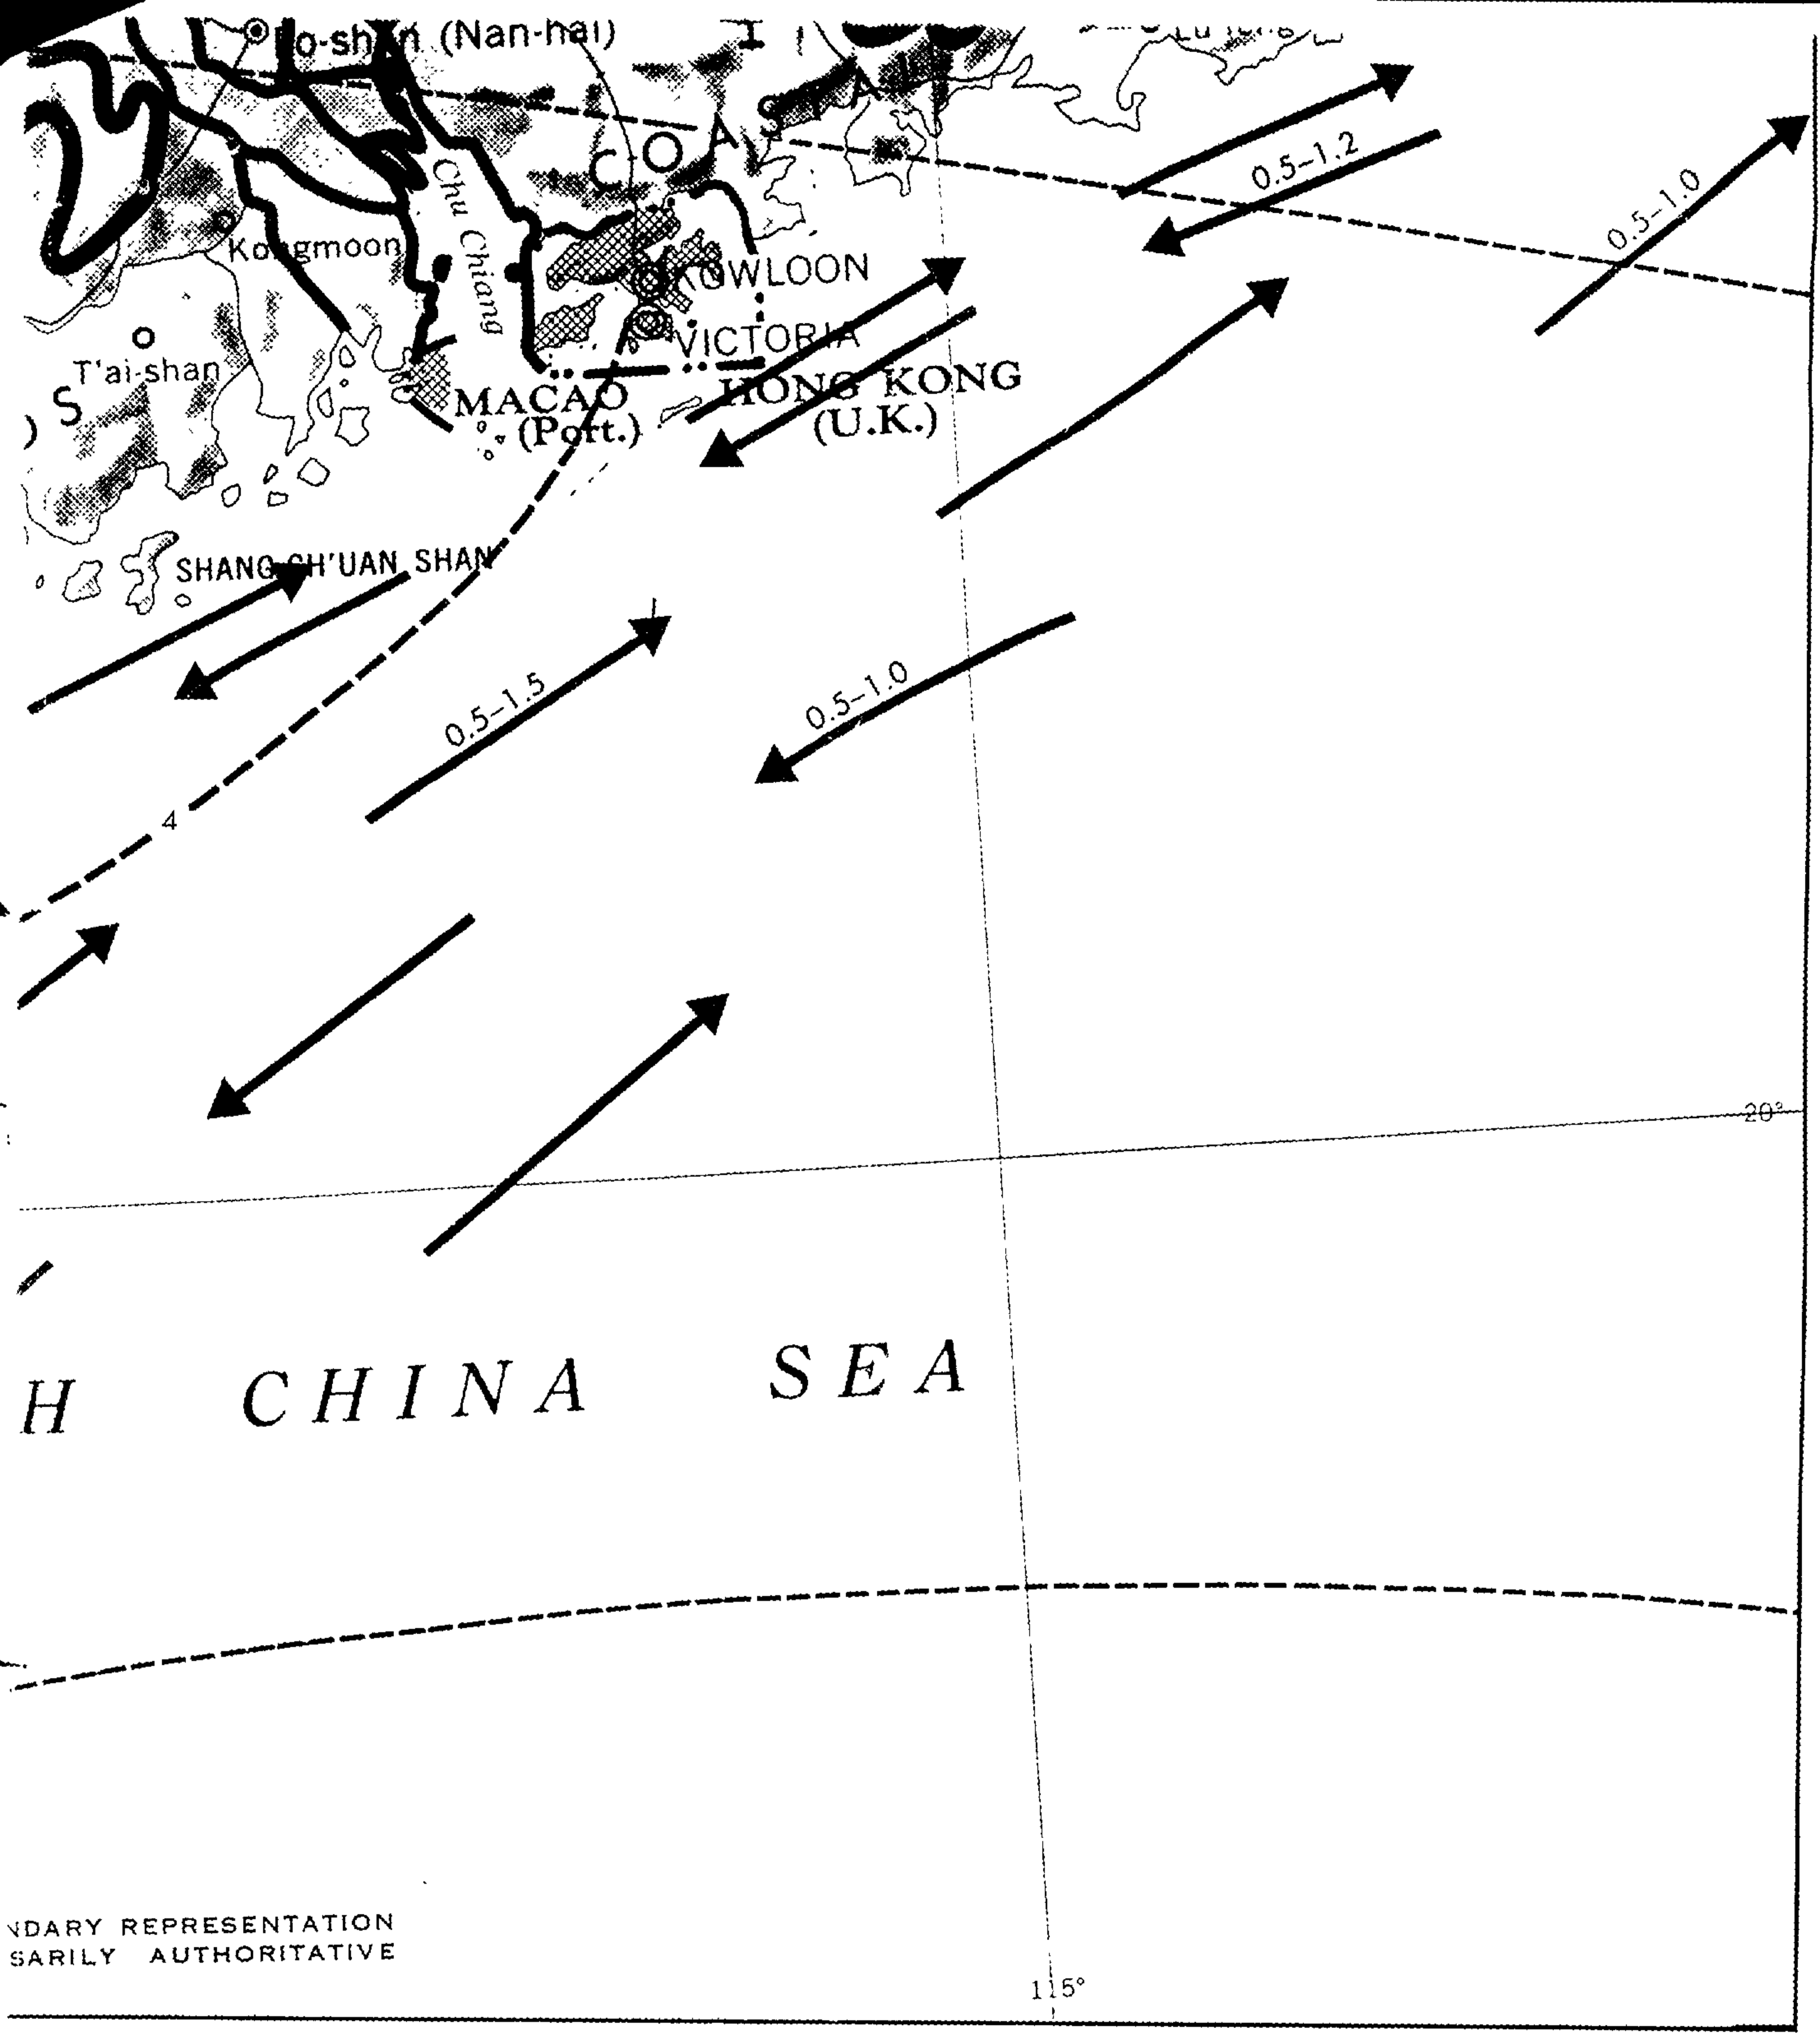 (Nan-hai)
C O A S T A L
0.5–1.2
0.5–1.0
Chu Chiang
Kongmoon
KOWLOON
VICTORIA
T'ai-shan
S
MACAO
(Port.)
HONG KONG
(U.K.)
SHANG-CH'UAN SHAN
0.5–1.5
0.5–1.0
4
20°
H CHINA SEA
NDARY REPRESENTATION
SARILY AUTHORITATIVE
115°